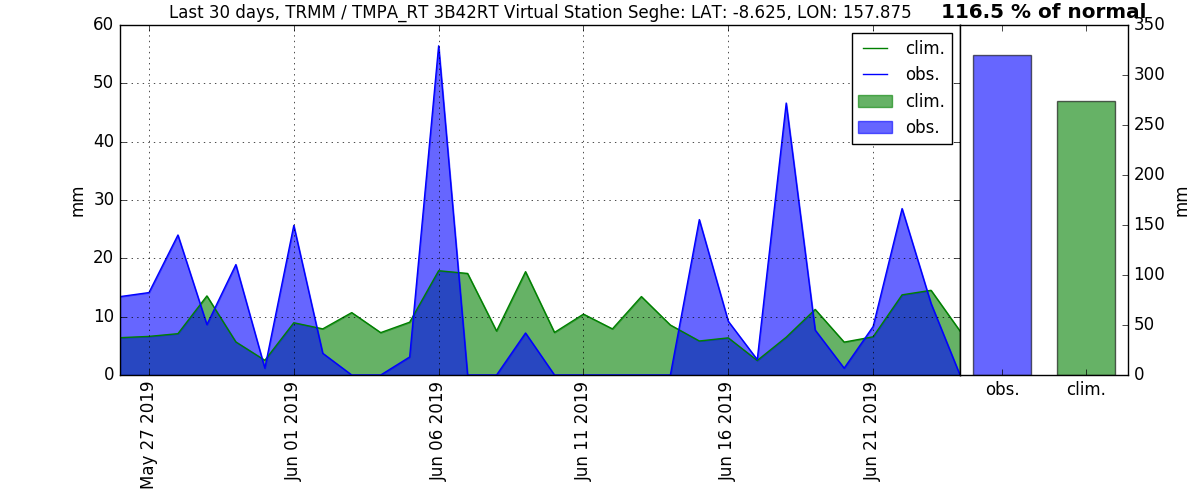 Last 30 days, TRMM / TMPA_RT 3B42RT Virtual Station Seghe: LAT: -8.625, LON: 157.875
116.5 % of normal
60
50
40
30
20
10
0
mm
clim.
obs.
clim.
obs.
May 27 2019
Jun 01 2019
Jun 06 2019
Jun 11 2019
Jun 16 2019
Jun 21 2019
350
300
250
200
150
100
50
0
mm
obs.
clim.